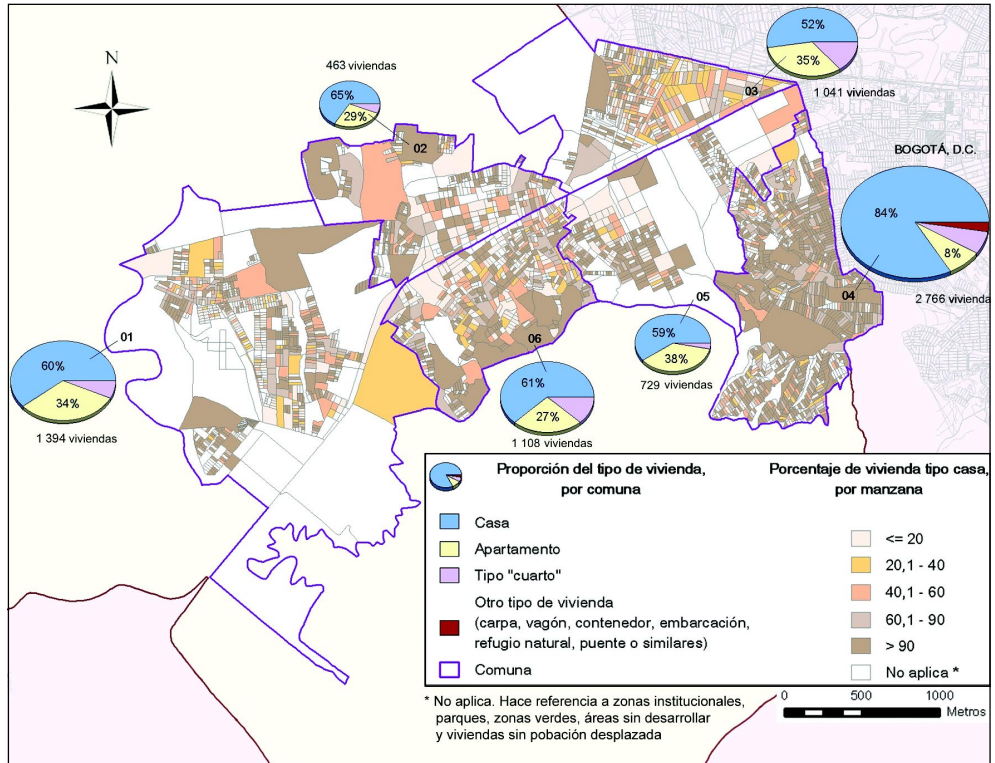 N
463 viviendas
65%
29%
02
52%
35%
03
1 041 viviendas
BOGOTÁ, D.C.
84%
8%
04
2 766 vivienda
01
60%
34%
1 394 viviendas
06
61%
27%
1 108 viviendas
05
59%
38%
729 viviendas
Proporción del tipo de vivienda,
por comuna
Casa
Apartamento
Tipo "cuarto"
Otro tipo de vivienda
(carpa, vagón, contenedor, embarcación,
refugio natural, puente o similares)
Comuna
Porcentaje de vivienda tipo casa,
por manzana
<= 20
20,1 - 40
40,1 - 60
60,1 - 90
> 90
No aplica *
* No aplica. Hace referencia a zonas institucionales,
parques, zonas verdes, áreas sin desarrollar
y viviendas sin pobación desplazada
0 500 1000
Metros